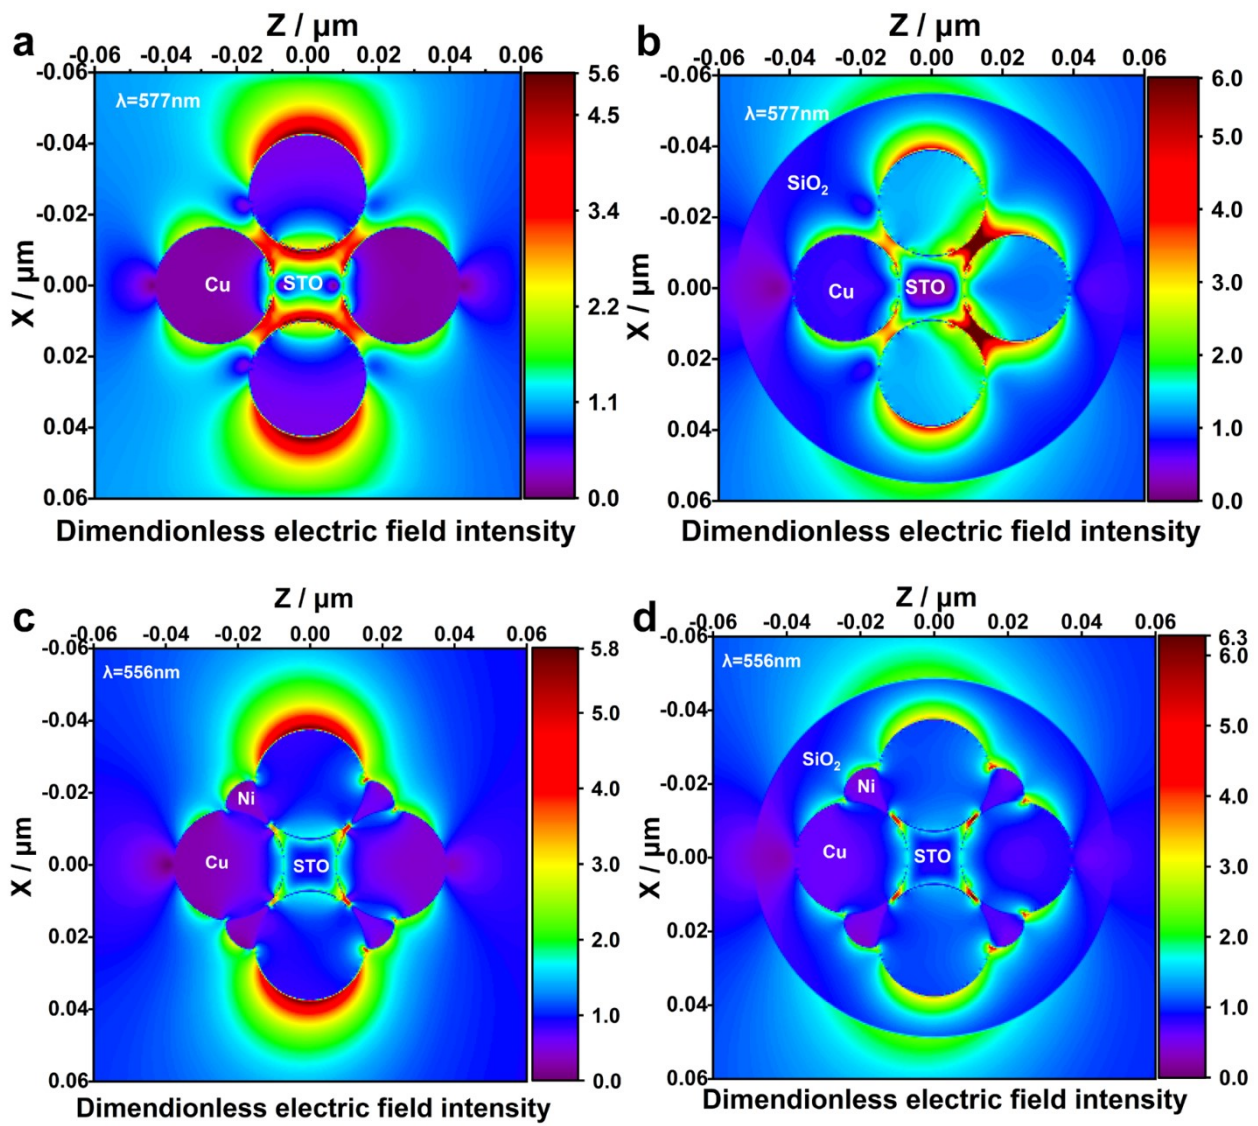 a
Z / μm
-0.06 -0.04 -0.02 0.00 0.02 0.04 0.06
X / μm
-0.06
-0.04
-0.02
0.00
0.02
0.04
0.06
λ=577nm
Cu
STO
5.6
4.5
3.4
2.2
1.1
0.0
Dimendionless electric field intensity
b
Z / μm
-0.06 -0.04 -0.02 0.00 0.02 0.04 0.06
X / μm
-0.06
-0.04
-0.02
0.00
0.02
0.04
0.06
λ=577nm
SiO₂
Cu
STO
6.0
5.0
4.0
3.0
2.0
1.0
0.0
Dimendionless electric field intensity
c
Z / μm
-0.06 -0.04 -0.02 0.00 0.02 0.04 0.06
X / μm
-0.06
-0.04
-0.02
0.00
0.02
0.04
0.06
λ=556nm
Ni
Cu
STO
5.8
5.0
4.0
3.0
2.0
1.0
0.0
Dimendionless electric field intensity
d
Z / μm
-0.06 -0.04 -0.02 0.00 0.02 0.04 0.06
X / μm
-0.06
-0.04
-0.02
0.00
0.02
0.04
0.06
λ=556nm
SiO₂
Ni
Cu
STO
6.3
6.0
5.0
4.0
3.0
2.0
1.0
0.0
Dimendionless electric field intensity